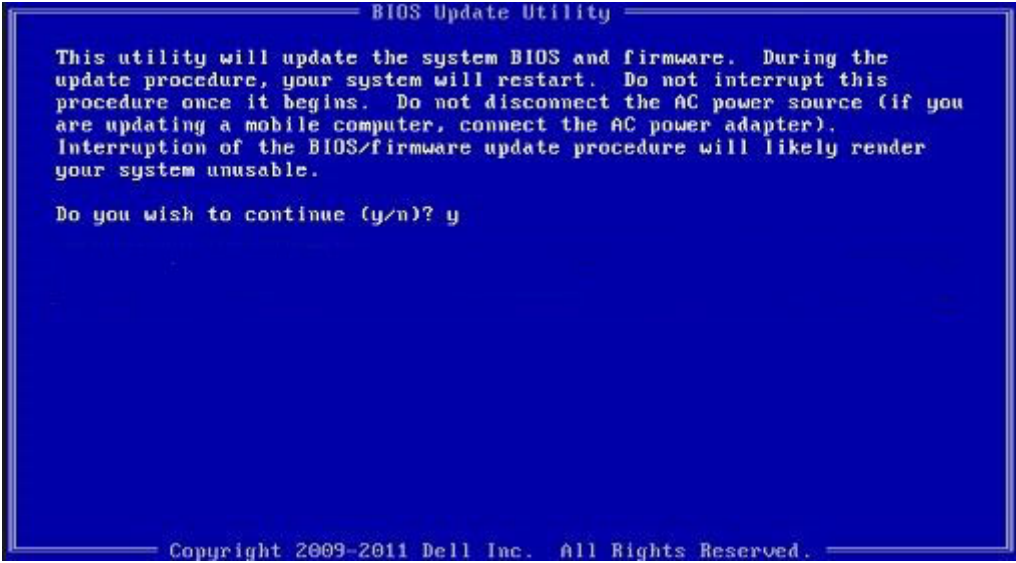 BIOS Update Utility
This utility will update the system BIOS and firmware. During the
update procedure, your system will restart. Do not interrupt this
procedure once it begins. Do not disconnect the AC power source (if you
are updating a mobile computer, connect the AC power adapter).
Interruption of the BIOS/firmware update procedure will likely render
your system unusable.
Do you wish to continue (y/n)? y
Copyright 2009-2011 Dell Inc. All Rights Reserved.